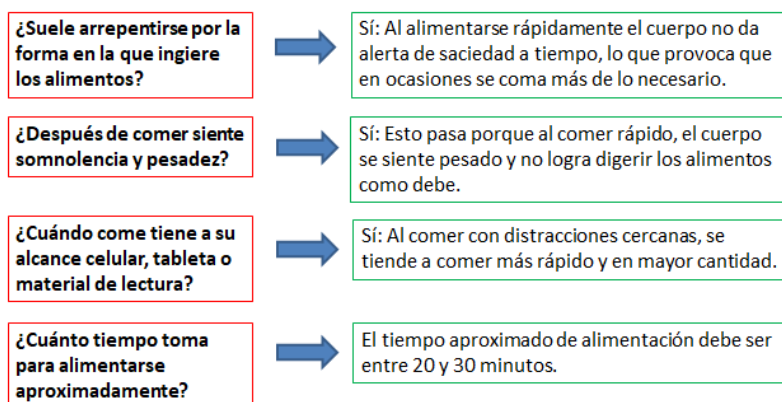 ¿Suele arrepentirse por la
forma en la que ingiere
los alimentos?
Sí: Al alimentarse rápidamente el cuerpo no da
alerta de saciedad a tiempo, lo que provoca que
en ocasiones se coma más de lo necesario.
¿Después de comer siente
somnolencia y pesadez?
Sí: Esto pasa porque al comer rápido, el cuerpo
se siente pesado y no logra digerir los alimentos
como debe.
¿Cuándo come tiene a su
alcance celular, tableta o
material de lectura?
Sí: Al comer con distracciones cercanas, se
tiende a comer más rápido y en mayor cantidad.
¿Cuánto tiempo toma
para alimentarse
aproximadamente?
El tiempo aproximado de alimentación debe ser
entre 20 y 30 minutos.